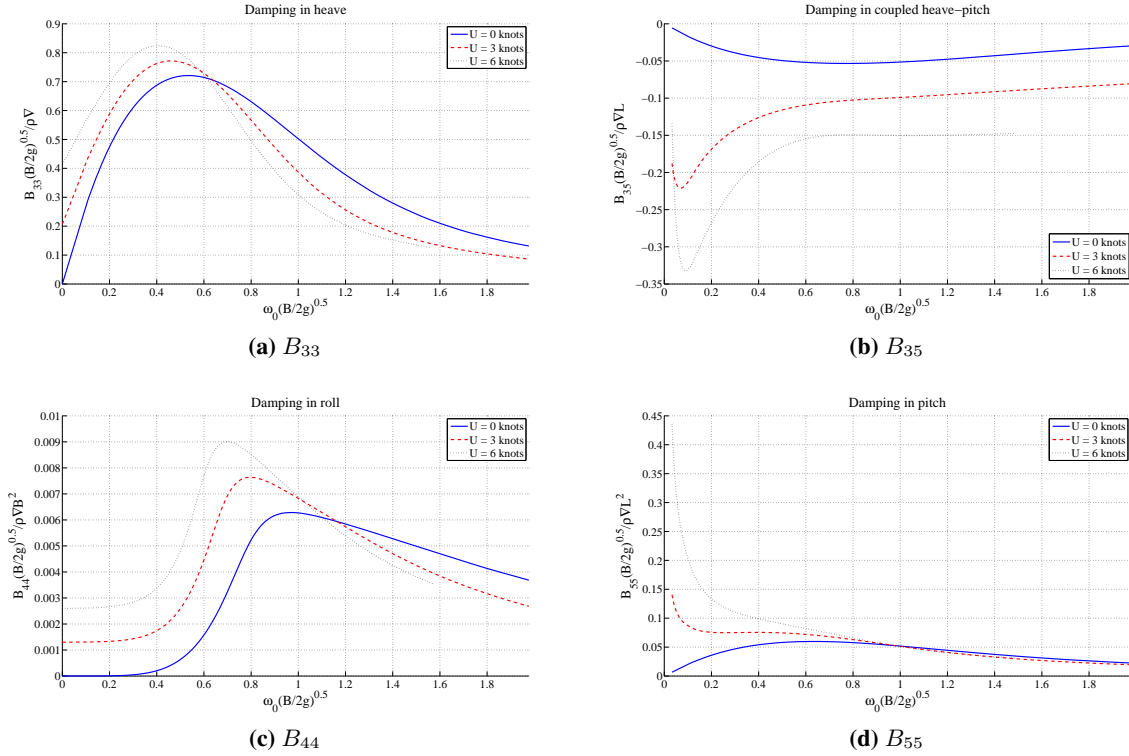 Damping in heave
0.9
0.8
0.7
0.6
0.5
0.4
0.3
0.2
0.1
0
B33(B/2g)^0.5/ρ∇
U = 0 knots
U = 3 knots
U = 6 knots
0 0.2 0.4 0.6 0.8 1 1.2 1.4 1.6 1.8
ω0(B/2g)^0.5
(a) B33
Damping in coupled heave−pitch
0
−0.05
−0.1
−0.15
−0.2
−0.25
−0.3
−0.35
B35(B/2g)^0.5/ρ∇L
U = 0 knots
U = 3 knots
U = 6 knots
0 0.2 0.4 0.6 0.8 1 1.2 1.4 1.6 1.8
ω0(B/2g)^0.5
(b) B35
Damping in roll
0.01
0.009
0.008
0.007
0.006
0.005
0.004
0.003
0.002
0.001
0
B44(B/2g)^0.5/ρ∇B^2
U = 0 knots
U = 3 knots
U = 6 knots
0 0.2 0.4 0.6 0.8 1 1.2 1.4 1.6 1.8
ω0(B/2g)^0.5
(c) B44
Damping in pitch
0.45
0.4
0.35
0.3
0.25
0.2
0.15
0.1
0.05
0
B55(B/2g)^0.5/ρ∇L^2
U = 0 knots
U = 3 knots
U = 6 knots
0 0.2 0.4 0.6 0.8 1 1.2 1.4 1.6 1.8
ω0(B/2g)^0.5
(d) B55